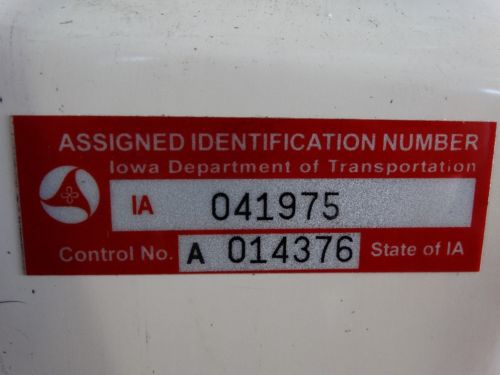 ASSIGNED IDENTIFICATION NUMBER
Iowa Department of Transportation
IA 041975
Control No. A 014376 State of IA